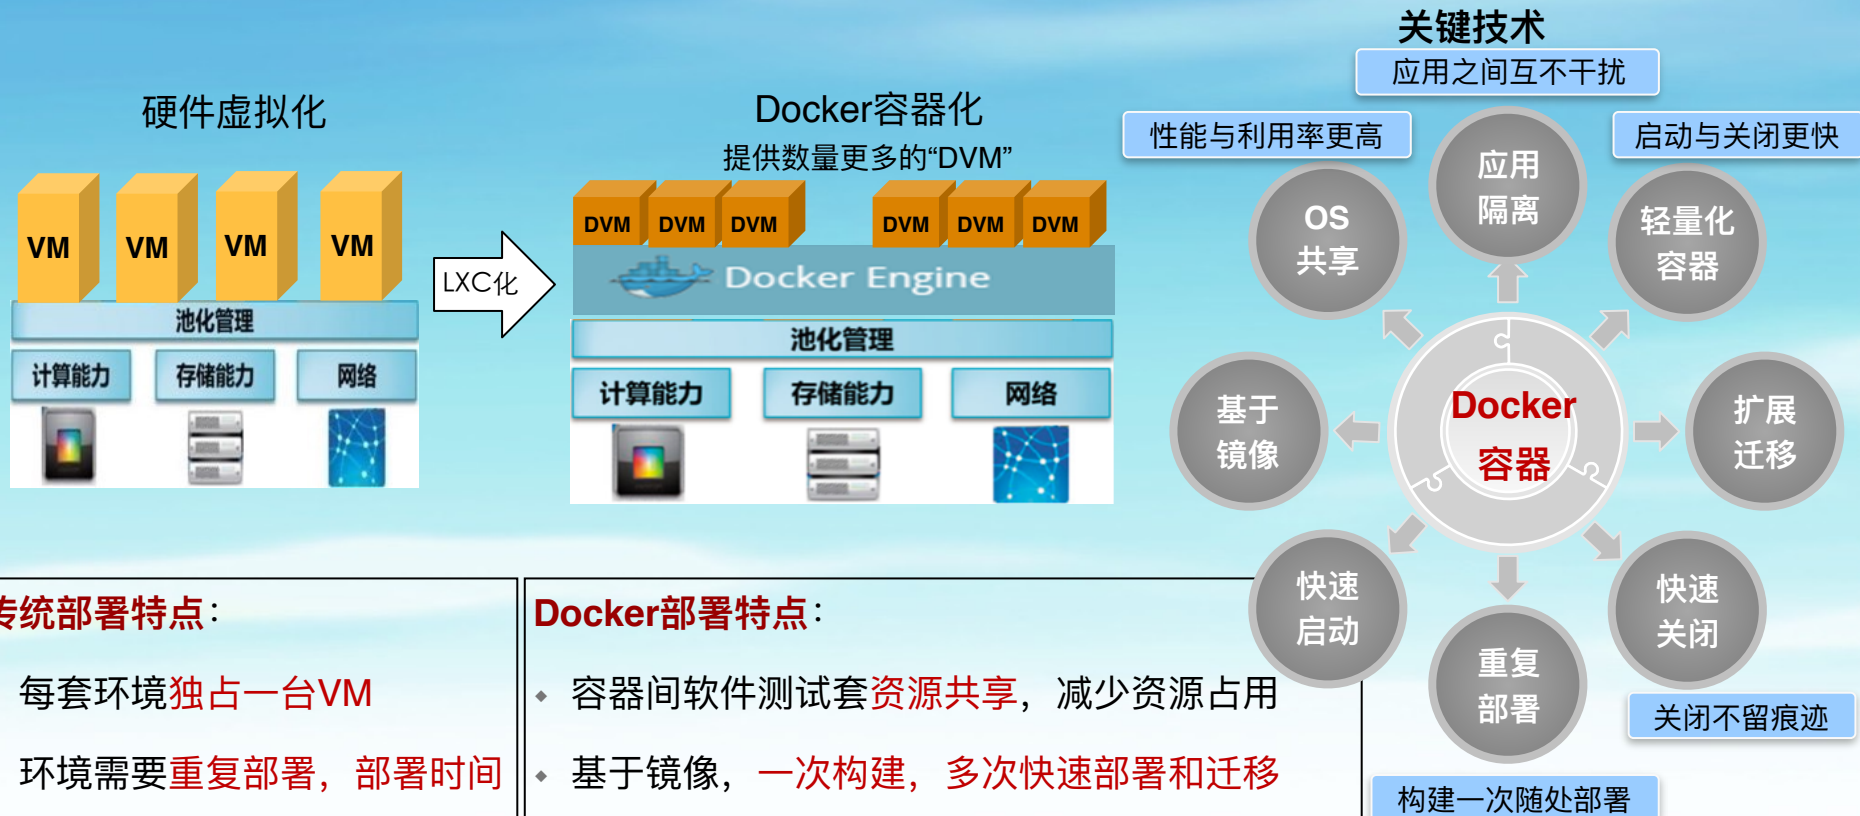 关键技术
应用之间互不干扰
硬件虚拟化
Docker容器化
提供数量更多的“DVM”
性能与利用率更高
启动与关闭更快
VM
VM
VM
VM
池化管理
计算能力
存储能力
网络
LXC化
DVM
DVM
DVM
DVM
DVM
DVM
Docker Engine
池化管理
计算能力
存储能力
网络
应用
隔离
OS
共享
轻量化
容器
基于
镜像
Docker
容器
扩展
迁移
快速
启动
重复
部署
快速
关闭
关闭不留痕迹
构建一次随处部署
传统部署特点：
每套环境独占一台VM
环境需要重复部署，部署时间
Docker部署特点：
容器间软件测试套资源共享，减少资源占用
基于镜像，一次构建，多次快速部署和迁移